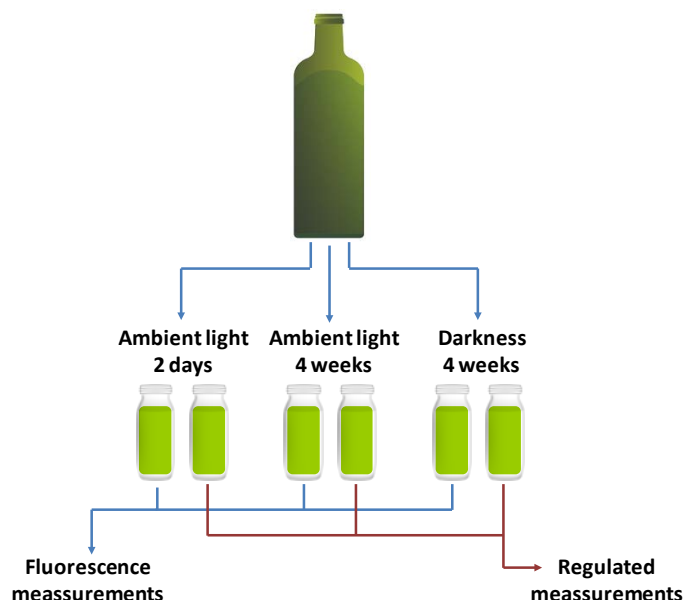 Ambient light
2 days
Ambient light
4 weeks
Darkness
4 weeks
Fluorescence
meassurements
Regulated
meassurements